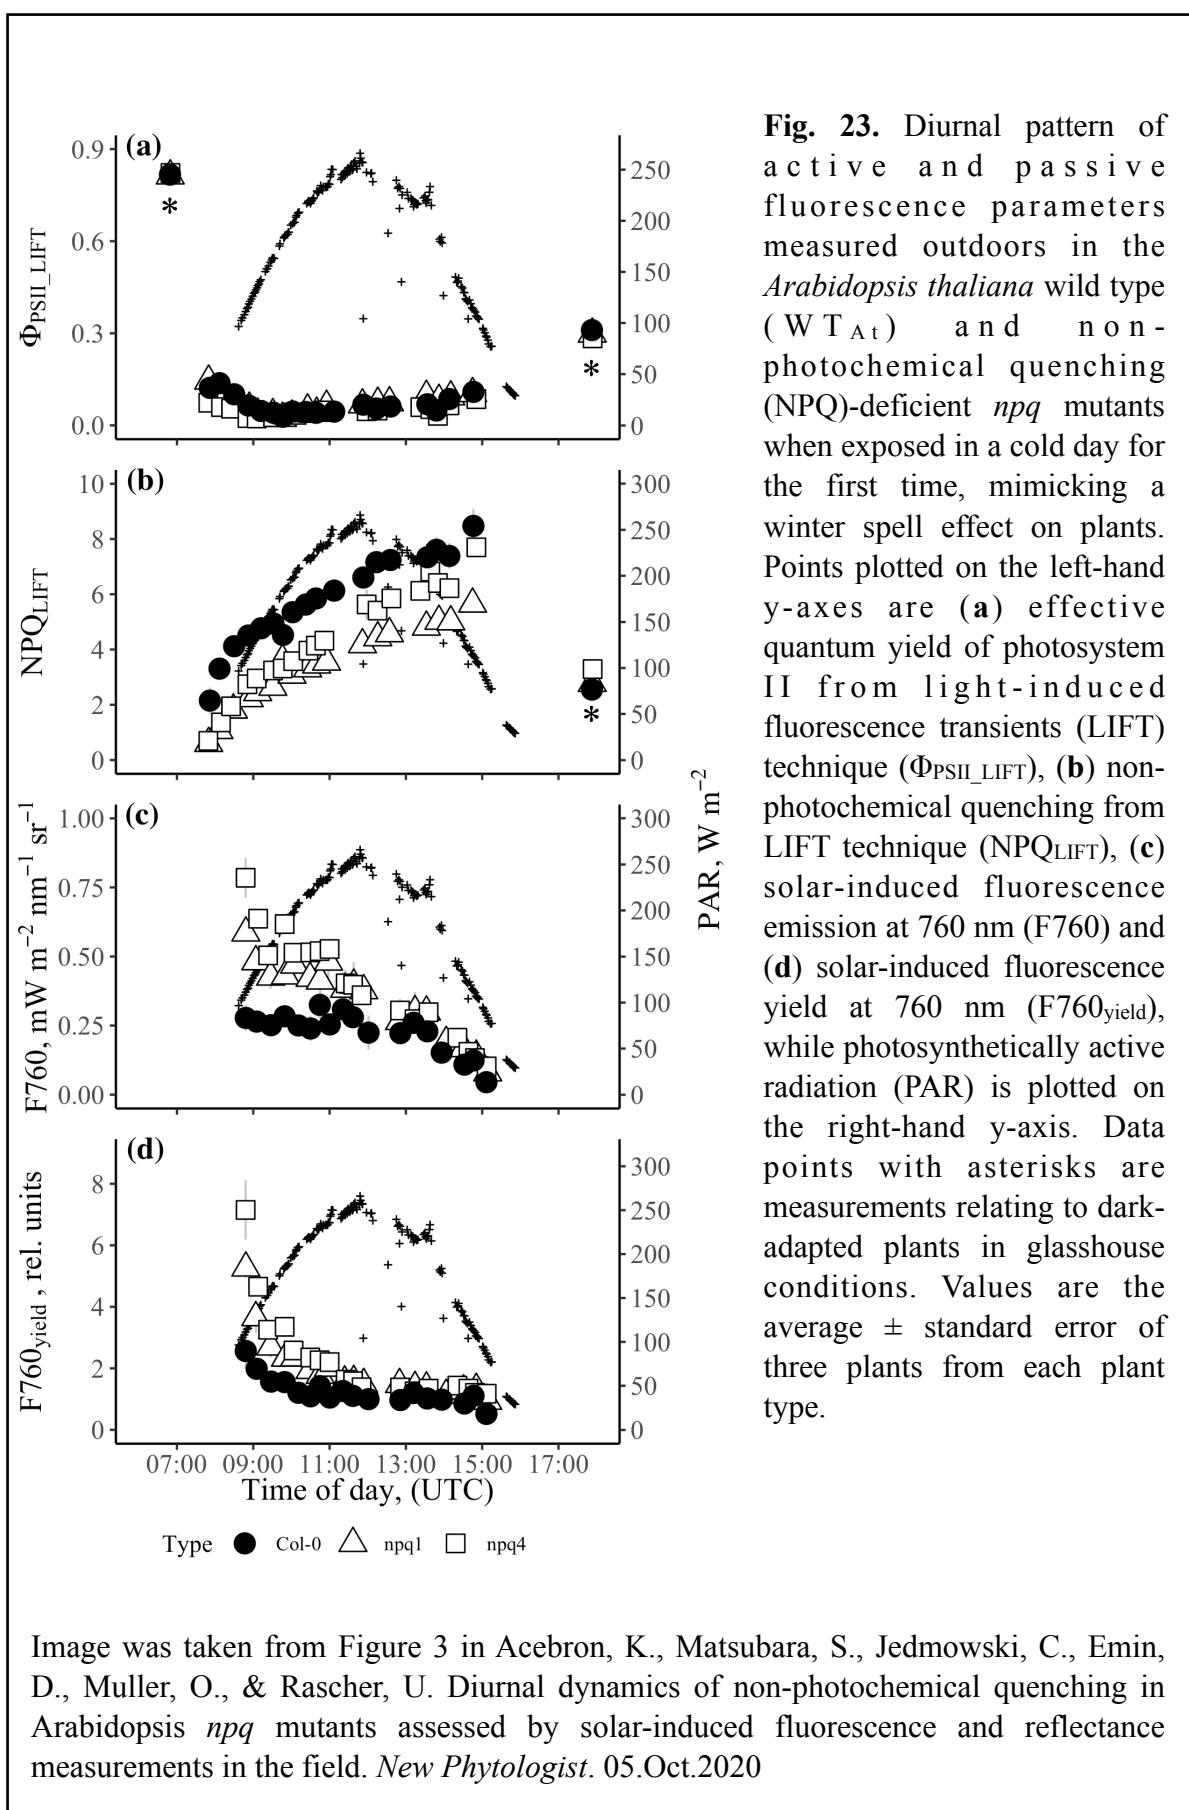 Fig. 23. Diurnal pattern of
active and passive
fluorescence parameters
measured outdoors in the
Arabidopsis thaliana wild type
(WTAt) and non-
photochemical quenching
(NPQ)-deficient npq mutants
when exposed in a cold day for
the first time, mimicking a
winter spell effect on plants.
Points plotted on the left-hand
y-axes are (a) effective
quantum yield of photosystem
II from light-induced
fluorescence transients (LIFT)
technique (ΦPSII_LIFT), (b) non-
photochemical quenching from
LIFT technique (NPQLIFT), (c)
solar-induced fluorescence
emission at 760 nm (F760) and
(d) solar-induced fluorescence
yield at 760 nm (F760yield),
while photosynthetically active
radiation (PAR) is plotted on
the right-hand y-axis. Data
points with asterisks are
measurements relating to dark-
adapted plants in glasshouse
conditions. Values are the
average ± standard error of
three plants from each plant
type.
(a)
ΦPSII_LIFT
0.9
0.6
0.3
0.0
250
200
150
100
50
0
*
*
(b)
NPQLIFT
10
8
6
4
2
0
300
250
200
150
100
50
0
*
(c)
F760, mW m⁻² nm⁻¹ sr⁻¹
1.00
0.75
0.50
0.25
0.00
300
250
200
150
100
50
0
PAR, W m⁻²
(d)
F760yield , rel. units
8
6
4
2
0
300
250
200
150
100
50
0
07:00 09:00 11:00 13:00 15:00 17:00
Time of day, (UTC)
Type Col-0 npq1 npq4
Image was taken from Figure 3 in Acebron, K., Matsubara, S., Jedmowski, C., Emin,
D., Muller, O., & Rascher, U. Diurnal dynamics of non-photochemical quenching in
Arabidopsis npq mutants assessed by solar-induced fluorescence and reflectance
measurements in the field. New Phytologist. 05.Oct.2020